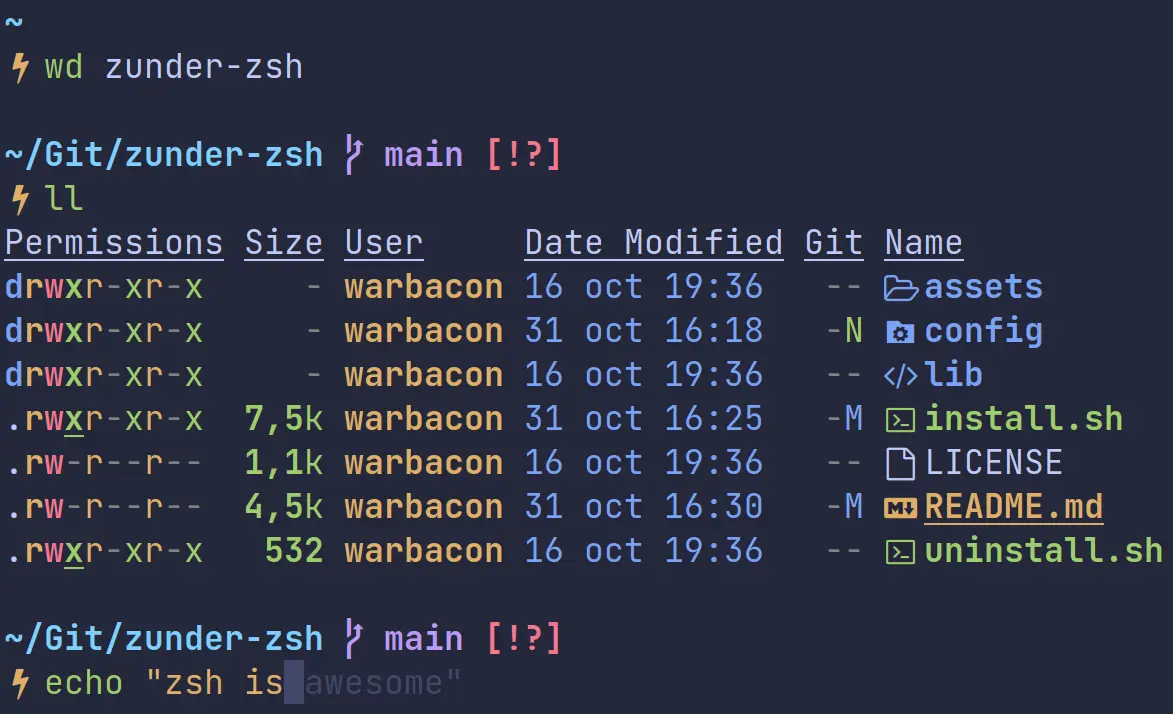 ~
wd zunder-zsh
~/Git/zunder-zsh main [!?]
ll
Permissions Size User Date Modified Git Name
drwxr-xr-x - warbacon 16 oct 19:36 -- assets
drwxr-xr-x - warbacon 31 oct 16:18 -N config
drwxr-xr-x - warbacon 16 oct 19:36 -- lib
.rwxr-xr-x 7,5k warbacon 31 oct 16:25 -M install.sh
.rw-r--r-- 1,1k warbacon 16 oct 19:36 -- LICENSE
.rw-r--r-- 4,5k warbacon 31 oct 16:30 -M README.md
.rwxr-xr-x 532 warbacon 16 oct 19:36 -- uninstall.sh
~/Git/zunder-zsh main [!?]
echo "zsh is awesome"